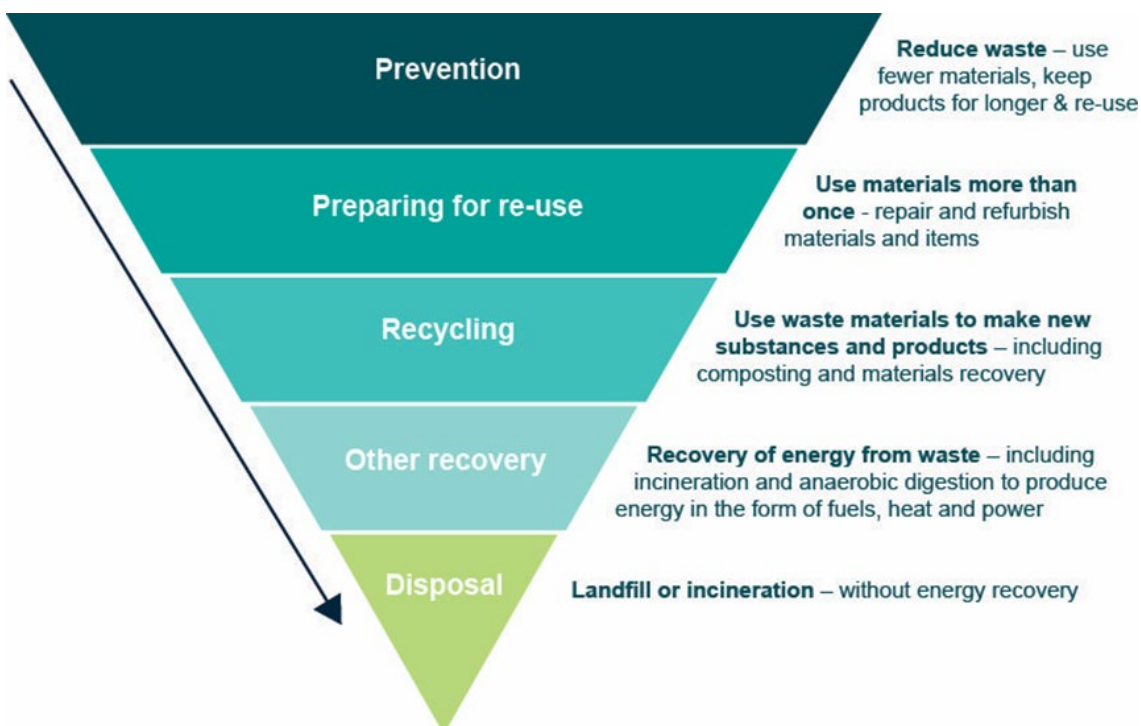 Prevention
Reduce waste – use
fewer materials, keep
products for longer & re-use
Preparing for re-use
Use materials more than
once - repair and refurbish
materials and items
Recycling
Use waste materials to make new
substances and products – including
composting and materials recovery
Other recovery
Recovery of energy from waste – including
incineration and anaerobic digestion to produce
energy in the form of fuels, heat and power
Disposal
Landfill or incineration – without energy recovery